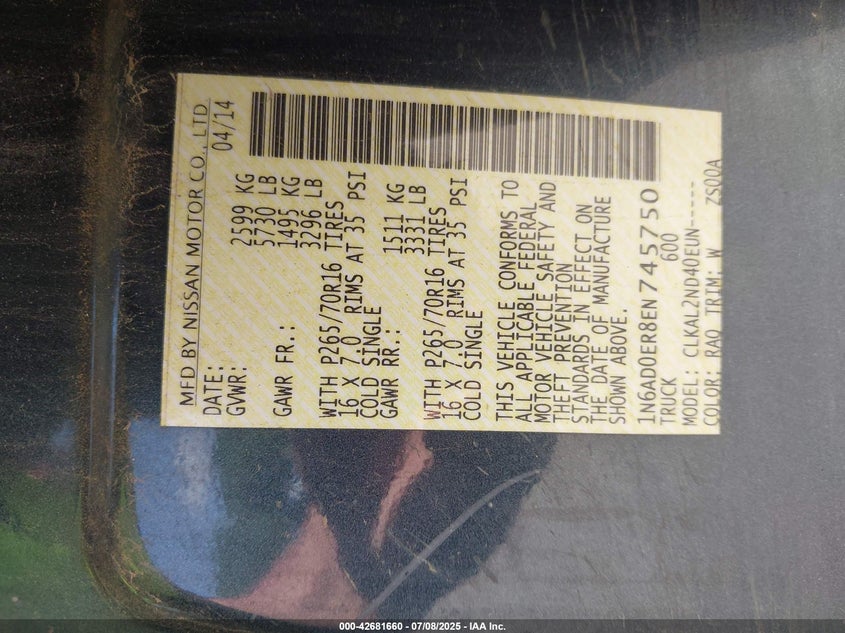 MFD BY NISSAN MOTOR CO., LTD
DATE: 04/14
GVWR: 2599 KG
5730 LB
GAWR FR.: 1495 KG
3296 LB
WITH P265/70R16 TIRES
16 X 7.0 RIMS AT 35 PSI
COLD SINGLE
GAWR RR.: 1511 KG
3331 LB
WITH P265/70R16 TIRES
16 X 7.0 RIMS AT 35 PSI
COLD SINGLE
THIS VEHICLE CONFORMS TO
ALL APPLICABLE FEDERAL
MOTOR VEHICLE SAFETY AND
THEFT PREVENTION
STANDARDS IN EFFECT ON
THE DATE OF MANUFACTURE
SHOWN ABOVE.
1N6AD0ER8EN745750
TRUCK 600
MODEL: CLKAL2ND40EUN-----
COLOR: RAQ TRIM: W ZS00A
000-42681660 - 07/08/2025 - IAA Inc.